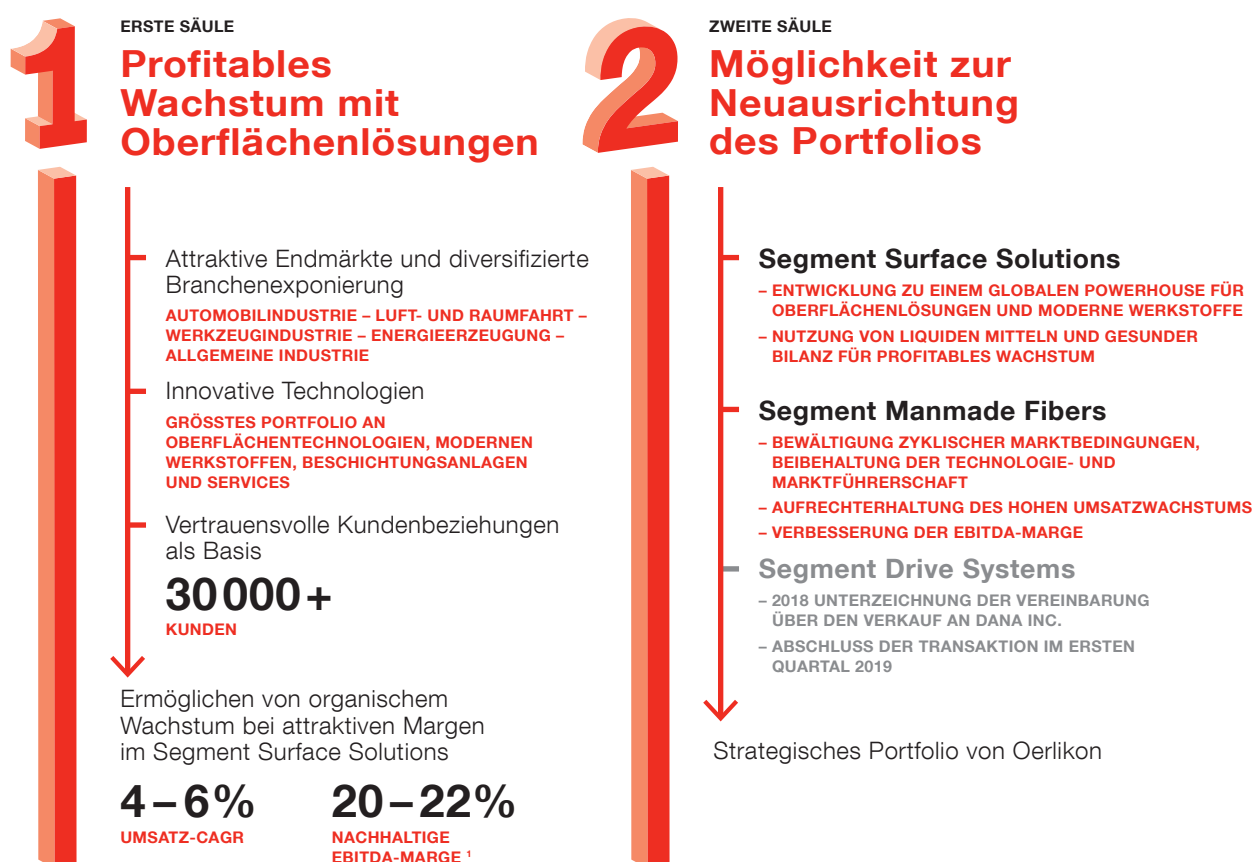 1
ERSTE SÄULE
Profitables
Wachstum mit
Oberflächenlösungen
Attraktive Endmärkte und diversifizierte
Branchenexponierung
AUTOMOBILINDUSTRIE – LUFT- UND RAUMFAHRT –
WERKZEUGINDUSTRIE – ENERGIEERZEUGUNG –
ALLGEMEINE INDUSTRIE
Innovative Technologien
GRÖSSTES PORTFOLIO AN
OBERFLÄCHENTECHNOLOGIEN, MODERNEN
WERKSTOFFEN, BESCHICHTUNGSANLAGEN
UND SERVICES
Vertrauensvolle Kundenbeziehungen
als Basis
30 000 +
KUNDEN
Ermöglichen von organischem
Wachstum bei attraktiven Margen
im Segment Surface Solutions
4 – 6 %
UMSATZ-CAGR
20 – 22 %
NACHHALTIGE
EBITDA-MARGE ¹
2
ZWEITE SÄULE
Möglichkeit zur
Neuausrichtung
des Portfolios
Segment Surface Solutions
– ENTWICKLUNG ZU EINEM GLOBALEN POWERHOUSE FÜR
OBERFLÄCHENLÖSUNGEN UND MODERNE WERKSTOFFE
– NUTZUNG VON LIQUIDEN MITTELN UND GESUNDER
BILANZ FÜR PROFITABLES WACHSTUM
Segment Manmade Fibers
– BEWÄLTIGUNG ZYKLISCHER MARKTBEDINGUNGEN,
BEIBEHALTUNG DER TECHNOLOGIE- UND
MARKTFÜHRERSCHAFT
– AUFRECHTERHALTUNG DES HOHEN UMSATZWACHSTUMS
– VERBESSERUNG DER EBITDA-MARGE
Segment Drive Systems
– 2018 UNTERZEICHNUNG DER VEREINBARUNG
ÜBER DEN VERKAUF AN DANA INC.
– ABSCHLUSS DER TRANSAKTION IM ERSTEN
QUARTAL 2019
Strategisches Portfolio von Oerlikon